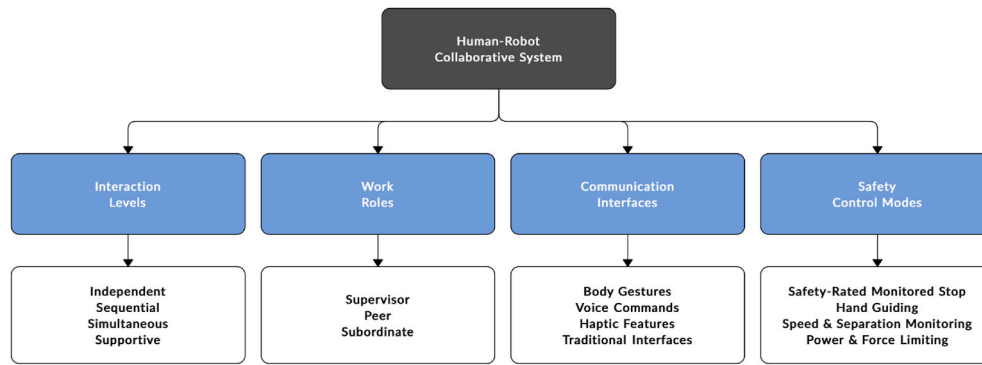 Human-Robot
Collaborative System
Interaction
Levels
Work
Roles
Communication
Interfaces
Safety
Control Modes
Independent
Sequential
Simultaneous
Supportive
Supervisor
Peer
Subordinate
Body Gestures
Voice Commands
Haptic Features
Traditional Interfaces
Safety-Rated Monitored Stop
Hand Guiding
Speed & Separation Monitoring
Power & Force Limiting